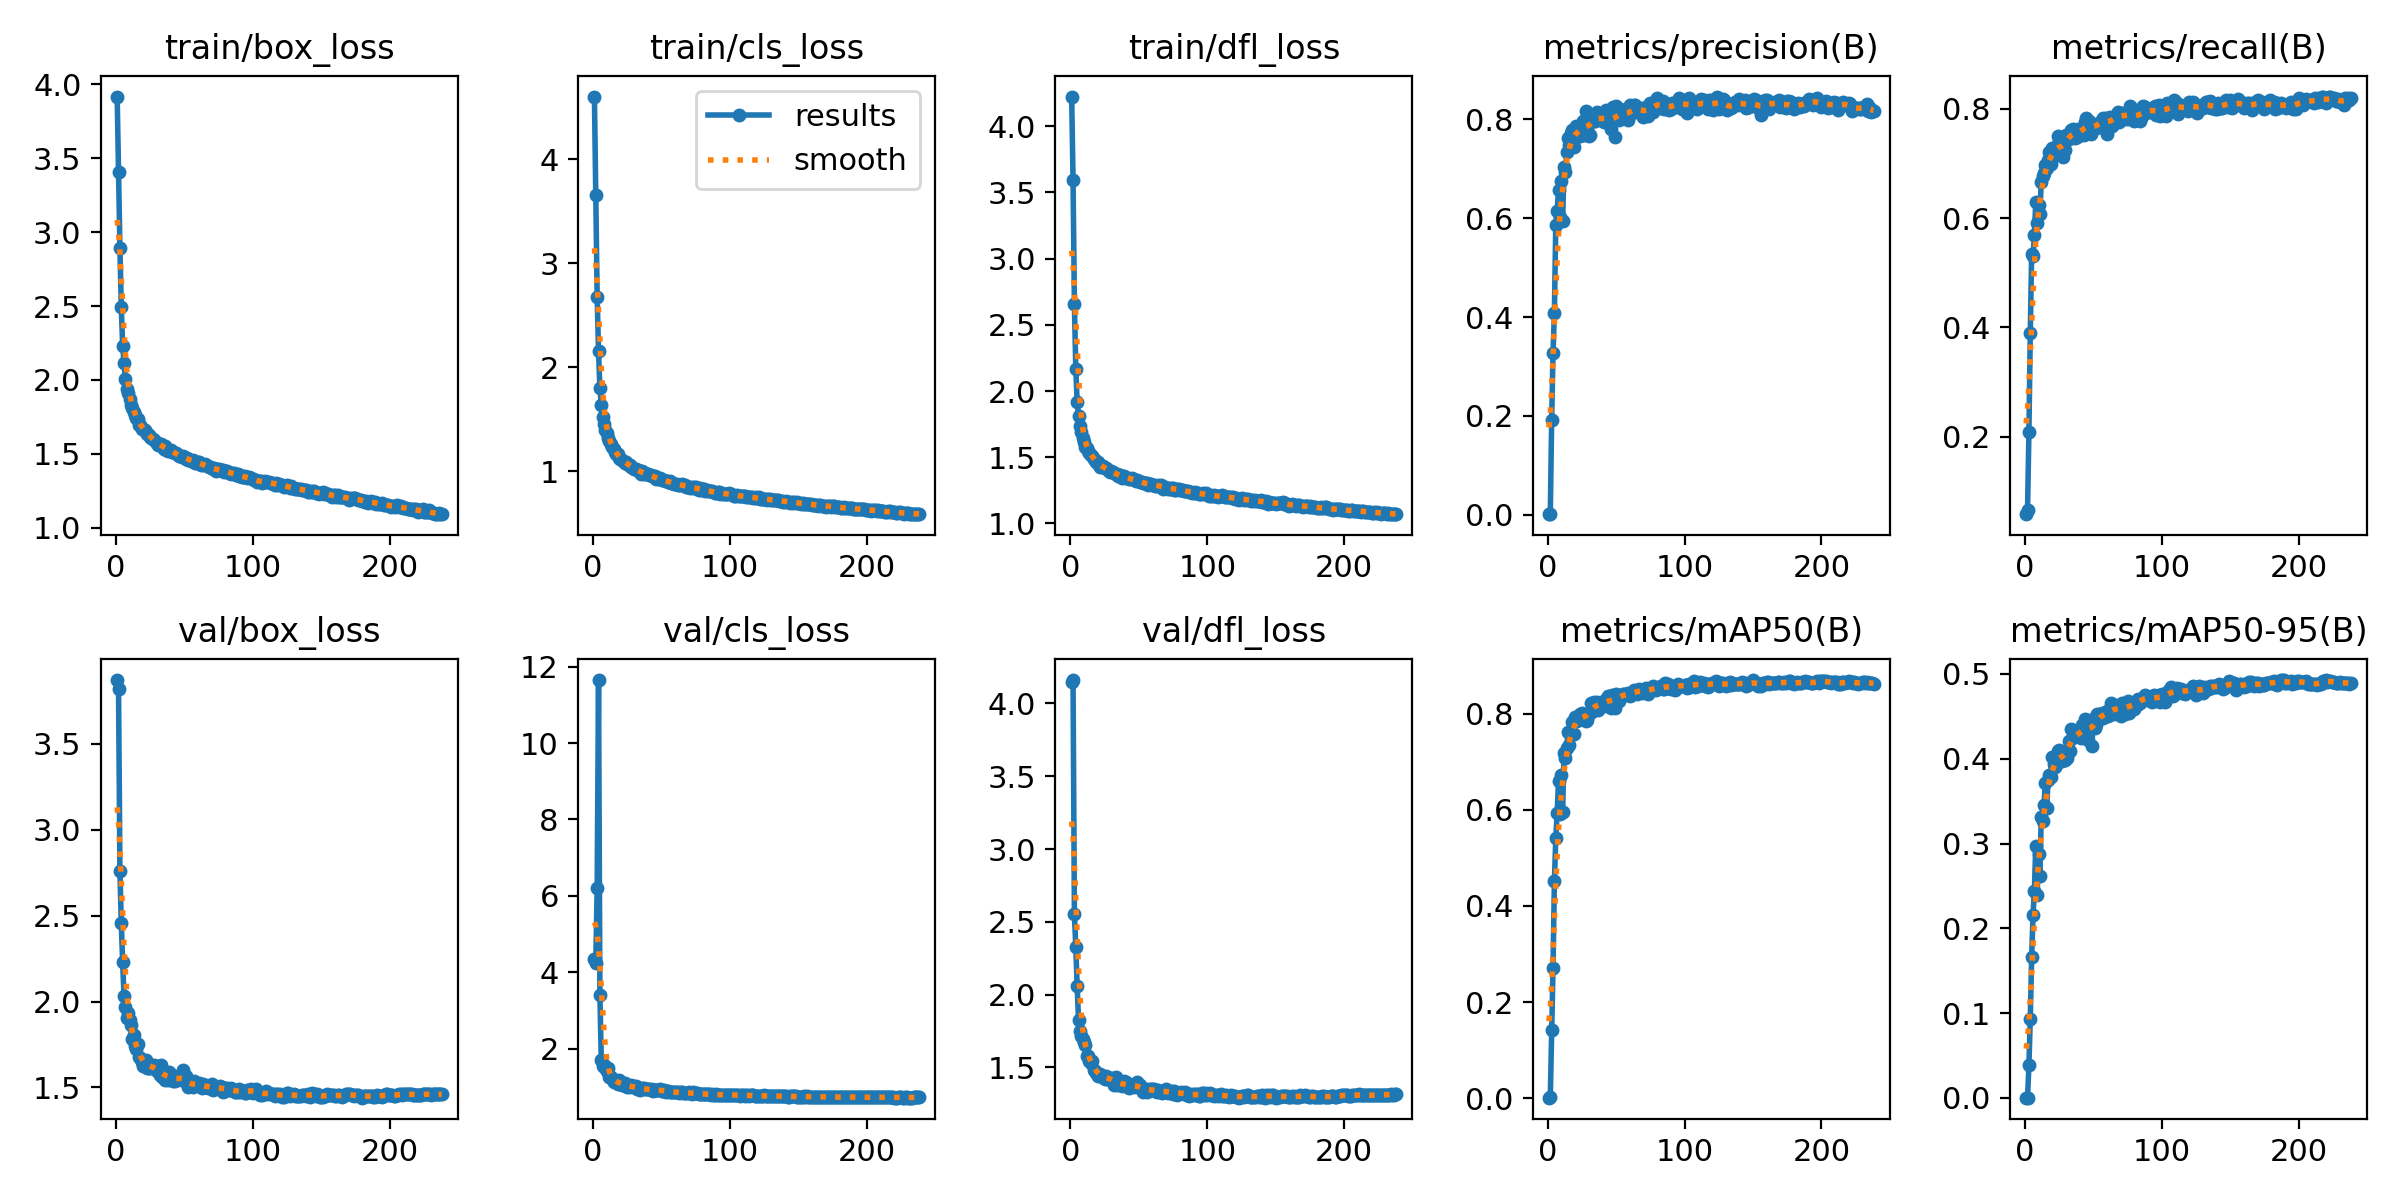 train/box_loss
4.0
3.5
3.0
2.5
2.0
1.5
1.0
0 100 200
train/cls_loss
results
smooth
4
3
2
1
0 100 200
train/dfl_loss
4.0
3.5
3.0
2.5
2.0
1.5
1.0
0 100 200
metrics/precision(B)
0.8
0.6
0.4
0.2
0.0
0 100 200
metrics/recall(B)
0.8
0.6
0.4
0.2
0 100 200
val/box_loss
3.5
3.0
2.5
2.0
1.5
0 100 200
val/cls_loss
12
10
8
6
4
2
0 100 200
val/dfl_loss
4.0
3.5
3.0
2.5
2.0
1.5
0 100 200
metrics/mAP50(B)
0.8
0.6
0.4
0.2
0.0
0 100 200
metrics/mAP50-95(B)
0.5
0.4
0.3
0.2
0.1
0.0
0 100 200